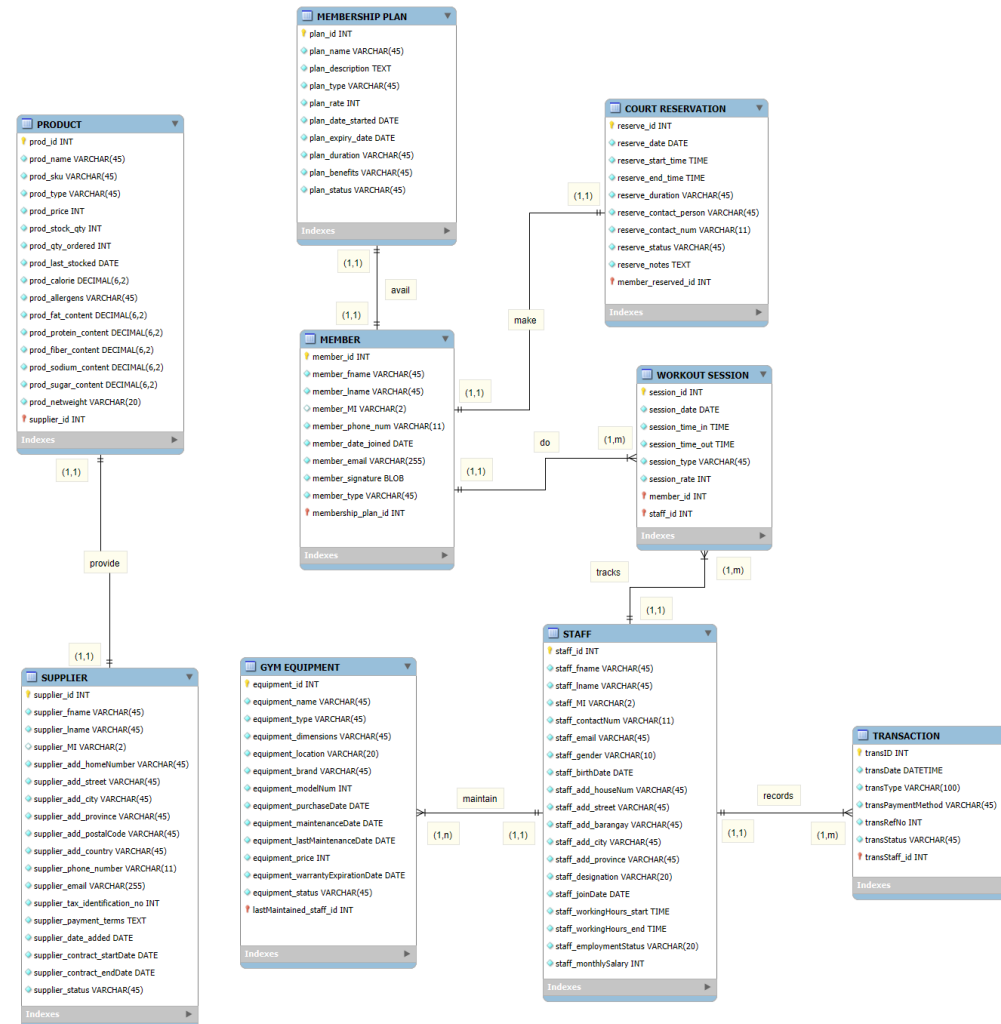 MEMBERSHIP PLAN
plan_id INT
plan_name VARCHAR(45)
plan_description TEXT
plan_type VARCHAR(45)
plan_rate INT
plan_date_started DATE
plan_expiry_date DATE
plan_duration VARCHAR(45)
plan_benefits VARCHAR(45)
plan_status VARCHAR(45)
Indexes
PRODUCT
prod_id INT
prod_name VARCHAR(45)
prod_sku VARCHAR(45)
prod_type VARCHAR(45)
prod_price INT
prod_stock_qty INT
prod_qty_ordered INT
prod_last_stocked DATE
prod_calorie DECIMAL(6,2)
prod_allergens VARCHAR(45)
prod_fat_content DECIMAL(6,2)
prod_protein_content DECIMAL(6,2)
prod_fiber_content DECIMAL(6,2)
prod_sodium_content DECIMAL(6,2)
prod_sugar_content DECIMAL(6,2)
prod_netweight VARCHAR(20)
supplier_id INT
Indexes
COURT RESERVATION
reserve_id INT
reserve_date DATE
reserve_start_time TIME
reserve_end_time TIME
reserve_duration VARCHAR(45)
reserve_contact_person VARCHAR(45)
reserve_contact_num VARCHAR(11)
reserve_status VARCHAR(45)
reserve_notes TEXT
member_reserved_id INT
Indexes
(1,1)
(1,1)
avail
(1,1)
make
(1,1)
MEMBER
member_id INT
member_fname VARCHAR(45)
member_lname VARCHAR(45)
member_MI VARCHAR(2)
member_phone_num VARCHAR(11)
member_date_joined DATE
member_email VARCHAR(255)
member_signature BLOB
member_type VARCHAR(45)
membership_plan_id INT
Indexes
WORKOUT SESSION
session_id INT
session_date DATE
session_time_in TIME
session_time_out TIME
session_type VARCHAR(45)
session_rate INT
member_id INT
staff_id INT
Indexes
do
(1,m)
(1,1)
(1,1)
provide
(1,1)
tracks
(1,m)
(1,1)
SUPPLIER
supplier_id INT
supplier_fname VARCHAR(45)
supplier_lname VARCHAR(45)
supplier_MI VARCHAR(2)
supplier_add_homeNumber VARCHAR(45)
supplier_add_street VARCHAR(45)
supplier_add_city VARCHAR(45)
supplier_add_province VARCHAR(45)
supplier_add_postalCode VARCHAR(45)
supplier_add_country VARCHAR(45)
supplier_phone_number VARCHAR(11)
supplier_email VARCHAR(255)
supplier_tax_identification_no INT
supplier_payment_terms TEXT
supplier_date_added DATE
supplier_contract_startDate DATE
supplier_contract_endDate DATE
supplier_status VARCHAR(45)
Indexes
GYM EQUIPMENT
equipment_id INT
equipment_name VARCHAR(45)
equipment_type VARCHAR(45)
equipment_dimensions VARCHAR(45)
equipment_location VARCHAR(20)
equipment_brand VARCHAR(45)
equipment_modelNum INT
equipment_purchaseDate DATE
equipment_maintenanceDate DATE
equipment_lastMaintenanceDate DATE
equipment_price INT
equipment_warrantyExpirationDate DATE
equipment_status VARCHAR(45)
lastMaintained_staff_id INT
Indexes
maintain
(1,n)
(1,1)
STAFF
staff_id INT
staff_fname VARCHAR(45)
staff_lname VARCHAR(45)
staff_MI VARCHAR(2)
staff_contactNum VARCHAR(11)
staff_email VARCHAR(45)
staff_gender VARCHAR(10)
staff_birthDate DATE
staff_add_houseNum VARCHAR(45)
staff_add_street VARCHAR(45)
staff_add_barangay VARCHAR(45)
staff_add_city VARCHAR(45)
staff_add_province VARCHAR(45)
staff_designation VARCHAR(20)
staff_joinDate DATE
staff_workingHours_start TIME
staff_workingHours_end TIME
staff_employmentStatus VARCHAR(20)
staff_monthlySalary INT
Indexes
records
(1,1)
(1,m)
TRANSACTION
transID INT
transDate DATETIME
transType VARCHAR(100)
transPaymentMethod VARCHAR(45)
transRefNo INT
transStatus VARCHAR(45)
transStaff_id INT
Indexes